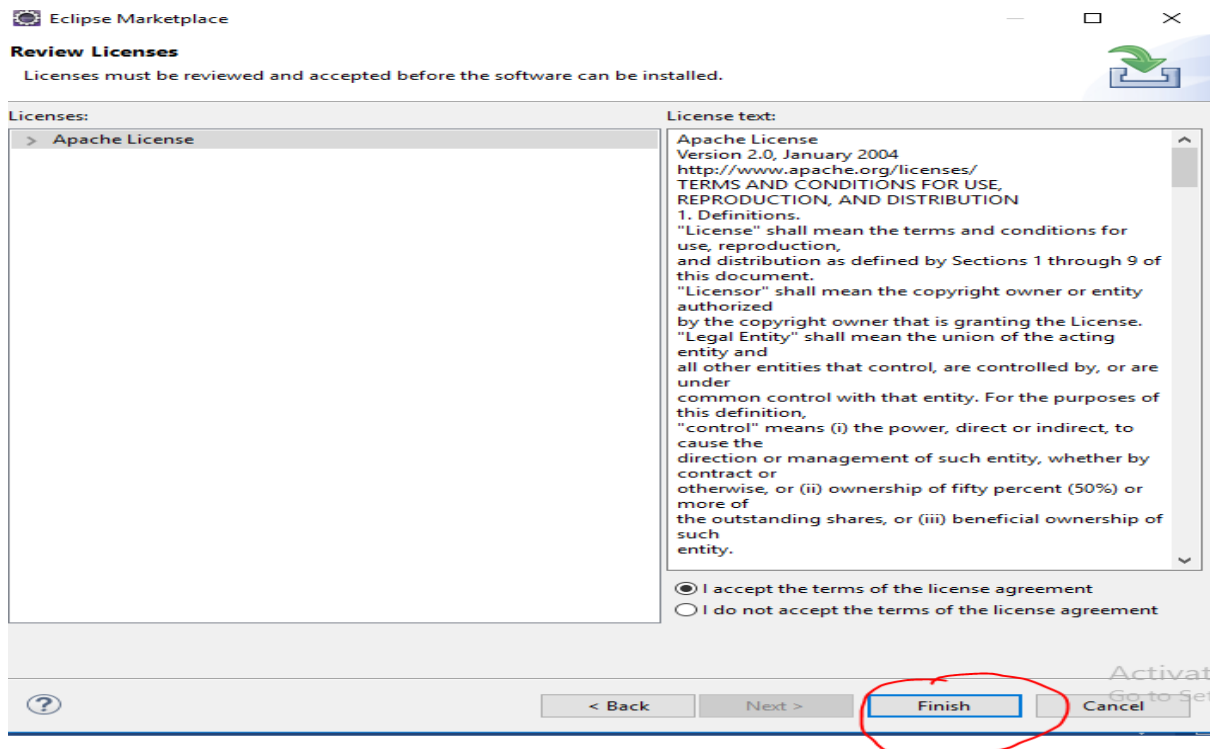 Eclipse Marketplace
Review Licenses
Licenses must be reviewed and accepted before the software can be installed.
Licenses:
> Apache License
License text:
Apache License
Version 2.0, January 2004
http://www.apache.org/licenses/
TERMS AND CONDITIONS FOR USE,
REPRODUCTION, AND DISTRIBUTION
1. Definitions.
"License" shall mean the terms and conditions for
use, reproduction,
and distribution as defined by Sections 1 through 9 of
this document.
"Licensor" shall mean the copyright owner or entity
authorized
by the copyright owner that is granting the License.
"Legal Entity" shall mean the union of the acting
entity and
all other entities that control, are controlled by, or are
under
common control with that entity. For the purposes of
this definition,
"control" means (i) the power, direct or indirect, to
cause the
direction or management of such entity, whether by
contract or
otherwise, or (ii) ownership of fifty percent (50%) or
more of
the outstanding shares, or (iii) beneficial ownership of
such
entity.
I accept the terms of the license agreement
I do not accept the terms of the license agreement
Activat
Go to Set
? < Back Next > Finish Cancel